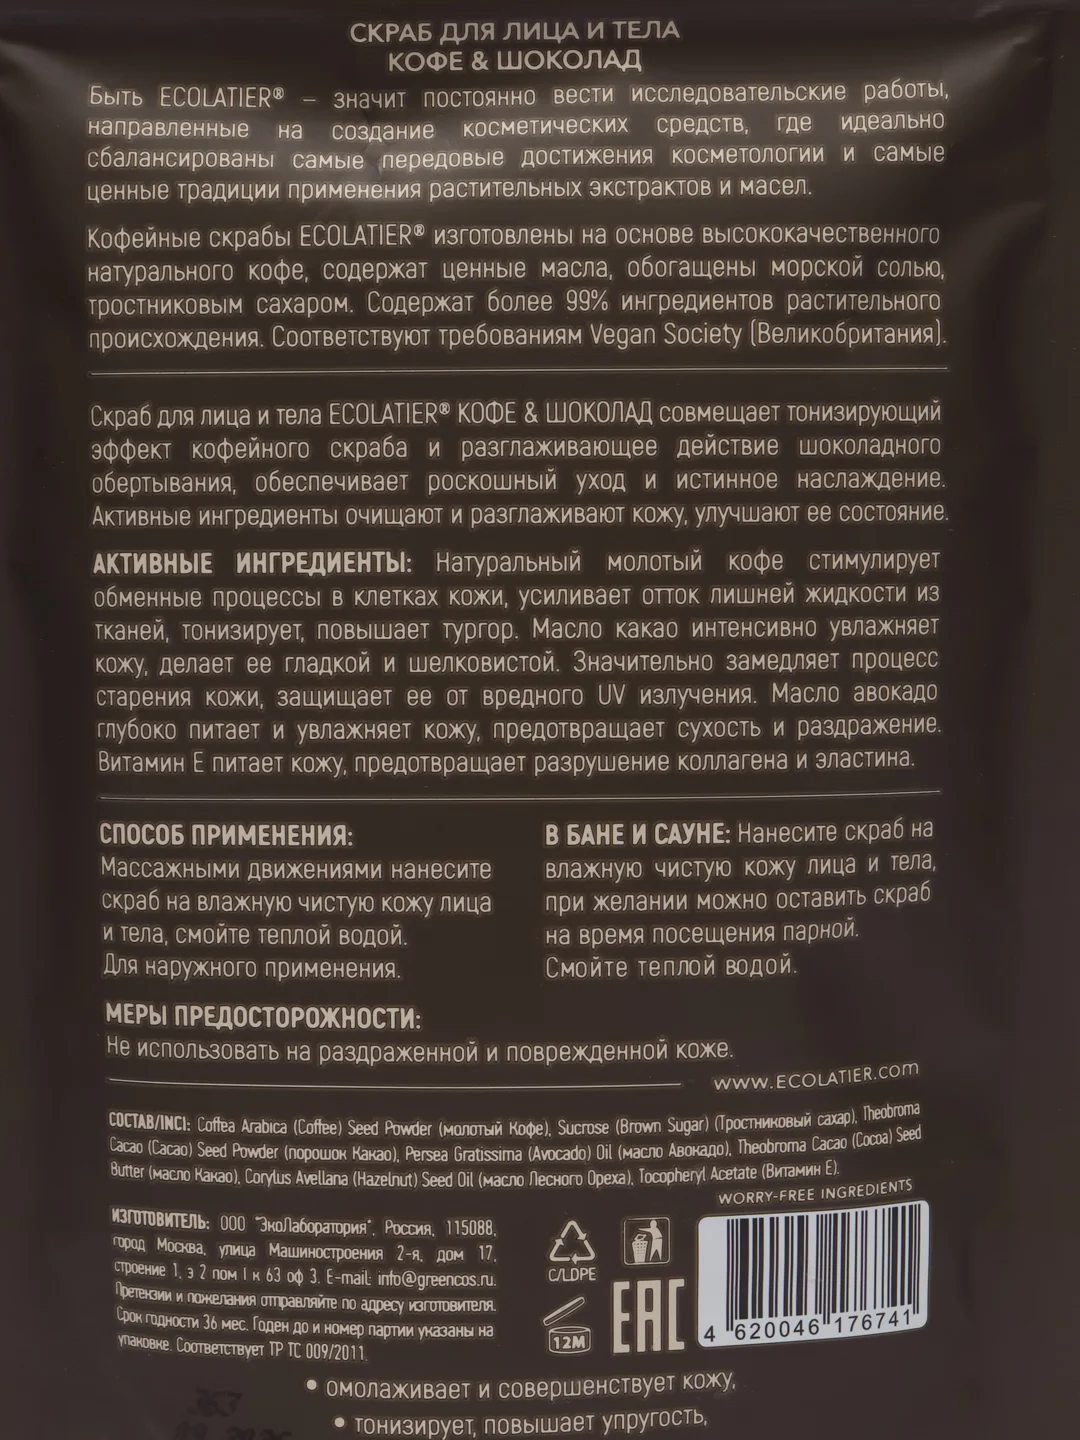 СКРАБ ДЛЯ ЛИЦА И ТЕЛА
КОФЕ & ШОКОЛАД
Быть ECOLATIER® – значит постоянно вести исследовательские работы,
направленные на создание косметических средств, где идеально
сбалансированы самые передовые достижения косметологии и самые
ценные традиции применения растительных экстрактов и масел.
Кофейные скрабы ECOLATIER® изготовлены на основе высококачественного
натурального кофе, содержат ценные масла, обогащены морской солью,
тростниковым сахаром. Содержат более 99% ингредиентов растительного
происхождения. Соответствуют требованиям Vegan Society (Великобритания).
Скраб для лица и тела ECOLATIER® КОФЕ & ШОКОЛАД совмещает тонизирующий
эффект кофейного скраба и разглаживающее действие шоколадного
обертывания, обеспечивает роскошный уход и истинное наслаждение.
Активные ингредиенты очищают и разглаживают кожу, улучшают ее состояние.
АКТИВНЫЕ ИНГРЕДИЕНТЫ: Натуральный молотый кофе стимулирует
обменные процессы в клетках кожи, усиливает отток лишней жидкости из
тканей, тонизирует, повышает тургор. Масло какао интенсивно увлажняет
кожу, делает ее гладкой и шелковистой. Значительно замедляет процесс
старения кожи, защищает ее от вредного UV излучения. Масло авокадо
глубоко питает и увлажняет кожу, предотвращает сухость и раздражение.
Витамин Е питает кожу, предотвращает разрушение коллагена и эластина.
СПОСОБ ПРИМЕНЕНИЯ:
Массажными движениями нанесите
скраб на влажную чистую кожу лица
и тела, смойте теплой водой.
Для наружного применения.
В БАНЕ И САУНЕ: Нанесите скраб на
влажную чистую кожу лица и тела,
при желании можно оставить скраб
на время посещения парной.
Смойте теплой водой.
МЕРЫ ПРЕДОСТОРОЖНОСТИ:
Не использовать на раздраженной и поврежденной коже.
WWW.ECOLATIER.COM
СОСТАВ/INCI: Coffea Arabica (Coffee) Seed Powder (молотый Кофе), Sucrose (Brown Sugar) (Тростниковый сахар), Theobroma
Cacao (Cacao) Seed Powder (порошок Какао), Persea Gratissima (Avocado) Oil (масло Авокадо), Theobroma Cacao (Cocoa) Seed
Butter (масло Какао), Corylus Avellana (Hazelnut) Seed Oil (масло Лесного Ореха), Tocopheryl Acetate (Витамин Е).
WORRY-FREE INGREDIENTS
ИЗГОТОВИТЕЛЬ: ООО "ЭкоЛаборатория", Россия, 115088,
город Москва, улица Машиностроения 2-я, дом 17,
строение 1, э 2 пом I к 63 оф 3. E-mail: info@greencos.ru.
Претензии и пожелания отправляйте по адресу изготовителя.
Срок годности 36 мес. Годен до и номер партии указаны на
упаковке. Соответствует ТР ТС 009/2011.
C/LDPE
12M
EAC
4 620046 176741
• омолаживает и совершенствует кожу,
• тонизирует, повышает упругость,